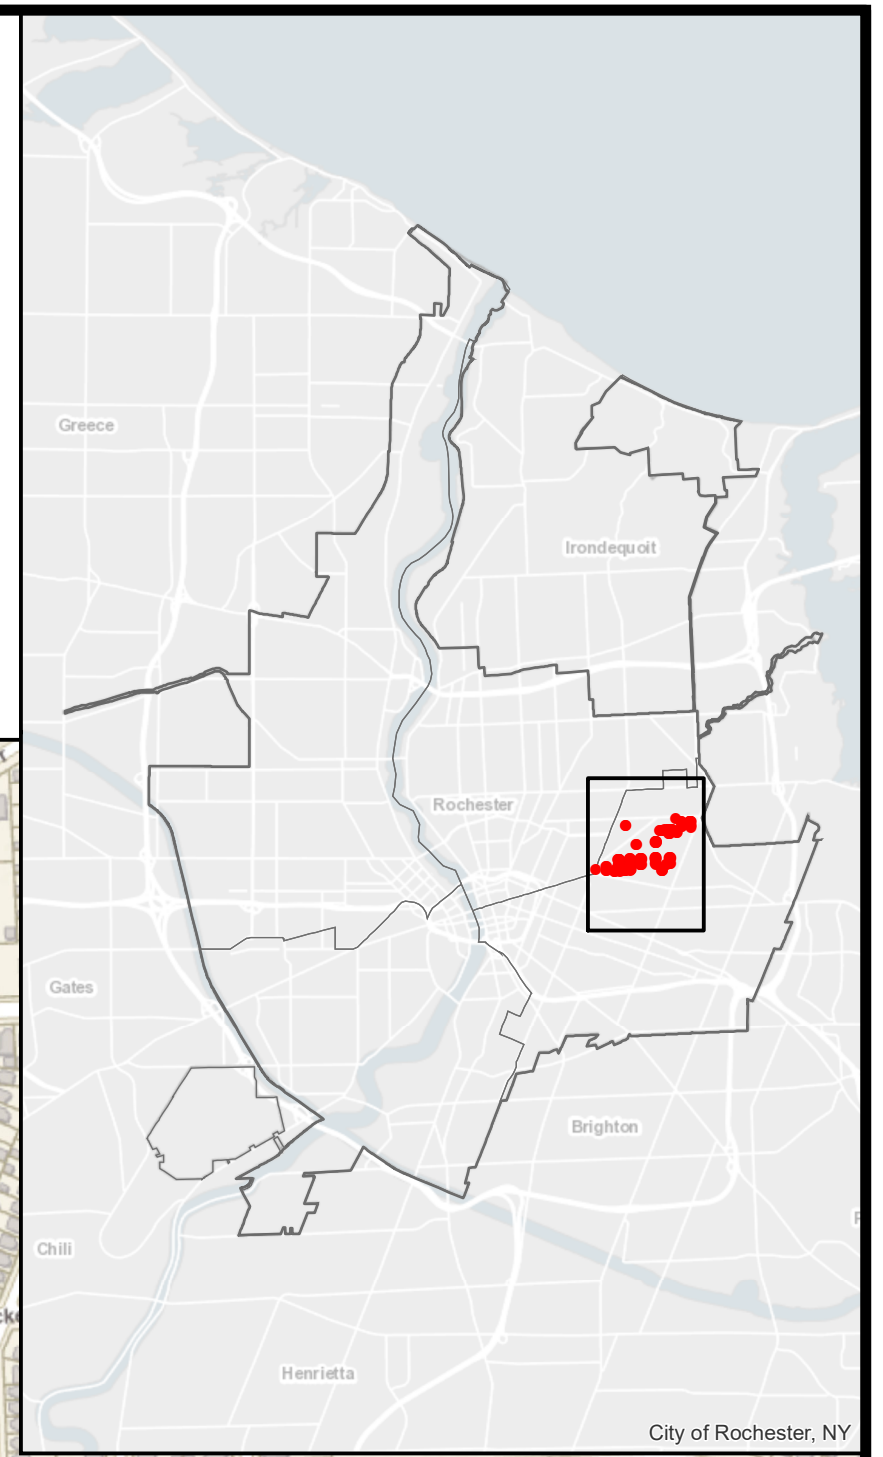 Greece
Irondequoit
Rochester
Gates
Brighton
Chili
Henrietta
City of Rochester, NY